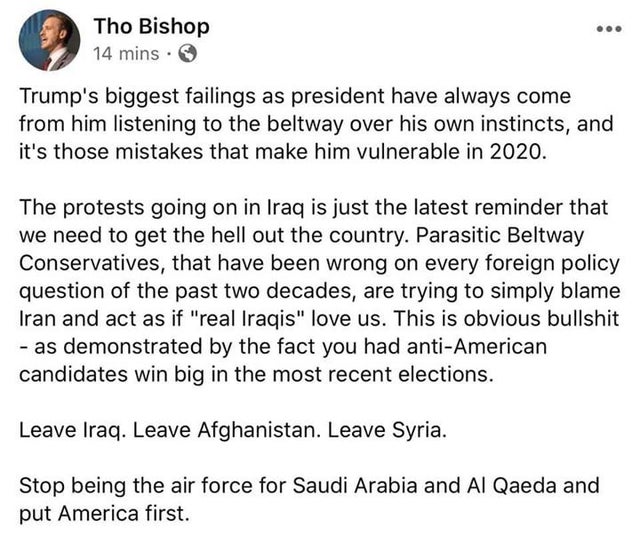 Tho Bishop
14 mins ·
Trump's biggest failings as president have always come
from him listening to the beltway over his own instincts, and
it's those mistakes that make him vulnerable in 2020.
The protests going on in Iraq is just the latest reminder that
we need to get the hell out the country. Parasitic Beltway
Conservatives, that have been wrong on every foreign policy
question of the past two decades, are trying to simply blame
Iran and act as if "real Iraqis" love us. This is obvious bullshit
- as demonstrated by the fact you had anti-American
candidates win big in the most recent elections.
Leave Iraq. Leave Afghanistan. Leave Syria.
Stop being the air force for Saudi Arabia and Al Qaeda and
put America first.